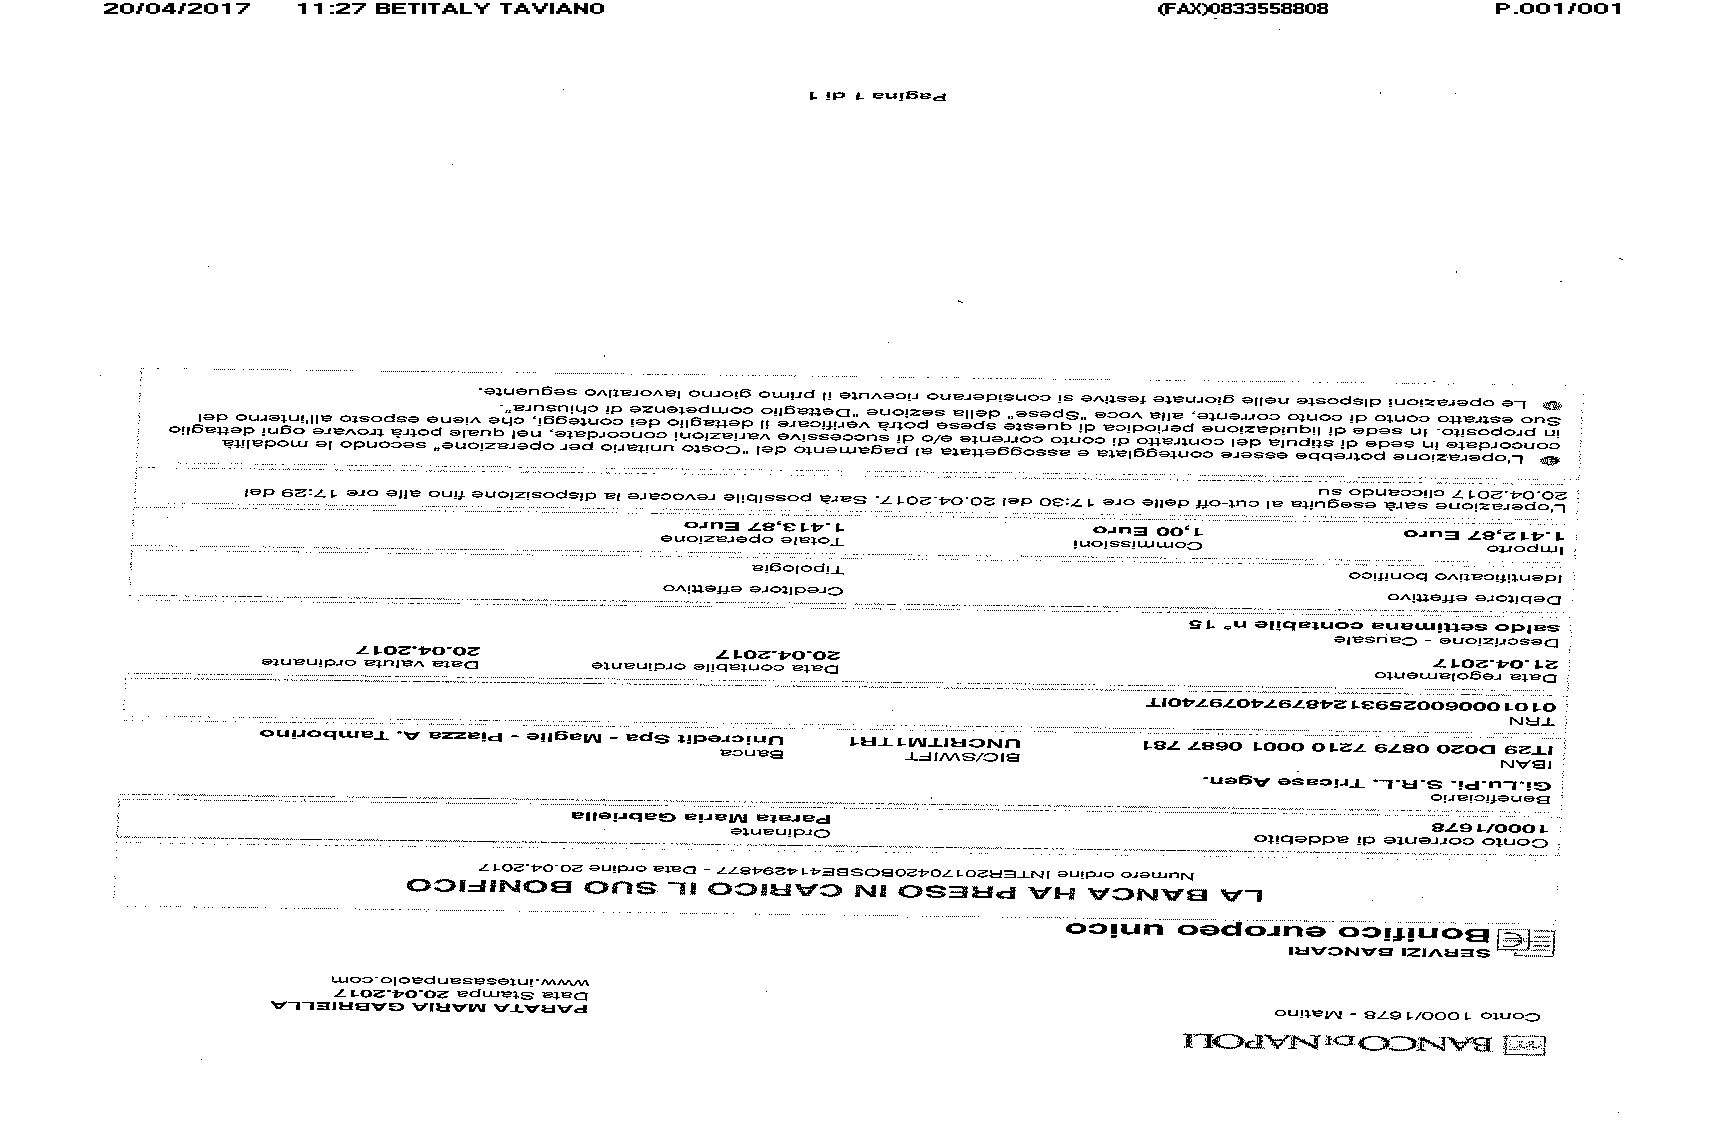 20/04/2017 11:27 BETITALY TAVIANO (FAX)0833558808 P.001/001
BANCO DI NAPOLI
Conto 1000/1678 - Matino
PARATA MARIA GABRIELLA
Data Stampa 20.04.2017
www.intesasanpaolo.com
SERVIZI BANCARI
Bonifico europeo unico
LA BANCA HA PRESO IN CARICO IL SUO BONIFICO
Numero ordine INTER20170420BOSBE414294877 - Data ordine 20.04.2017
Conto corrente di addebito Ordinante
1000/1678 Parata Maria Gabriella
Beneficiario
Gi.Lu.Pi. S.R.L. Tricase Agen.
IBAN BIC/SWIFT Banca
IT29 D020 0879 7210 0001 0687 781 UNCRITM1TR1 Unicredit Spa - Maglie - Piazza A. Tamborino
TRN
0101000600259312487974079740IT
Data regolamento Data contabile ordinante Data valuta ordinante
21.04.2017 20.04.2017 20.04.2017
Descrizione - Causale
saldo settimana contabile n° 15
Debitore effettivo Creditore effettivo
Identificativo bonifico Tipologia
Importo Commissioni Totale operazione
1.412,87 Euro 1,00 Euro 1.413,87 Euro
L'operazione sarà eseguita al cut-off delle ore 17:30 del 20.04.2017. Sarà possibile revocare la disposizione fino alle ore 17:29 del
20.04.2017 cliccando su
L'operazione potrebbe essere conteggiata e assoggettata al pagamento del "Costo unitario per operazione" secondo le modalità
concordate in sede di stipula del contratto di conto corrente e/o di successive variazioni concordate, nel quale potrà trovare ogni dettaglio
in proposito. In sede di liquidazione periodica di queste spese potrà verificare il dettaglio dei conteggi, che viene esposto all'interno del
Suo estratto conto di conto corrente, alla voce "Spese" della sezione "Dettaglio competenze di chiusura".
Le operazioni disposte nelle giornate festive si considerano ricevute il primo giorno lavorativo seguente.
Pagina 1 di 1